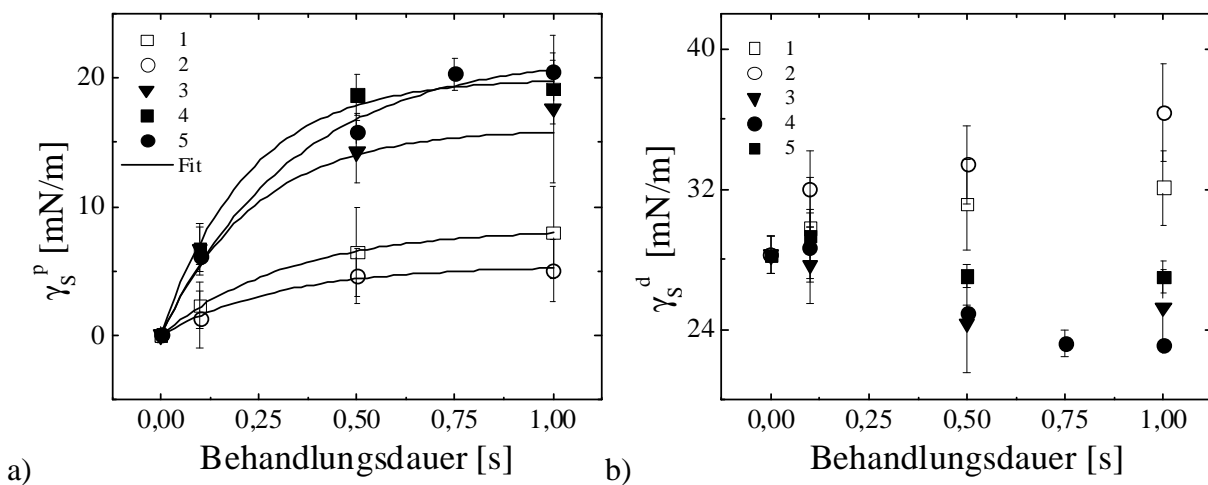 1
2
3
4
5
Fit
20
10
0
γ_s^p [mN/m]
0,00 0,25 0,50 0,75 1,00
Behandlungsdauer [s]
a)
1
2
3
4
5
40
32
24
γ_s^d [mN/m]
0,00 0,25 0,50 0,75 1,00
Behandlungsdauer [s]
b)